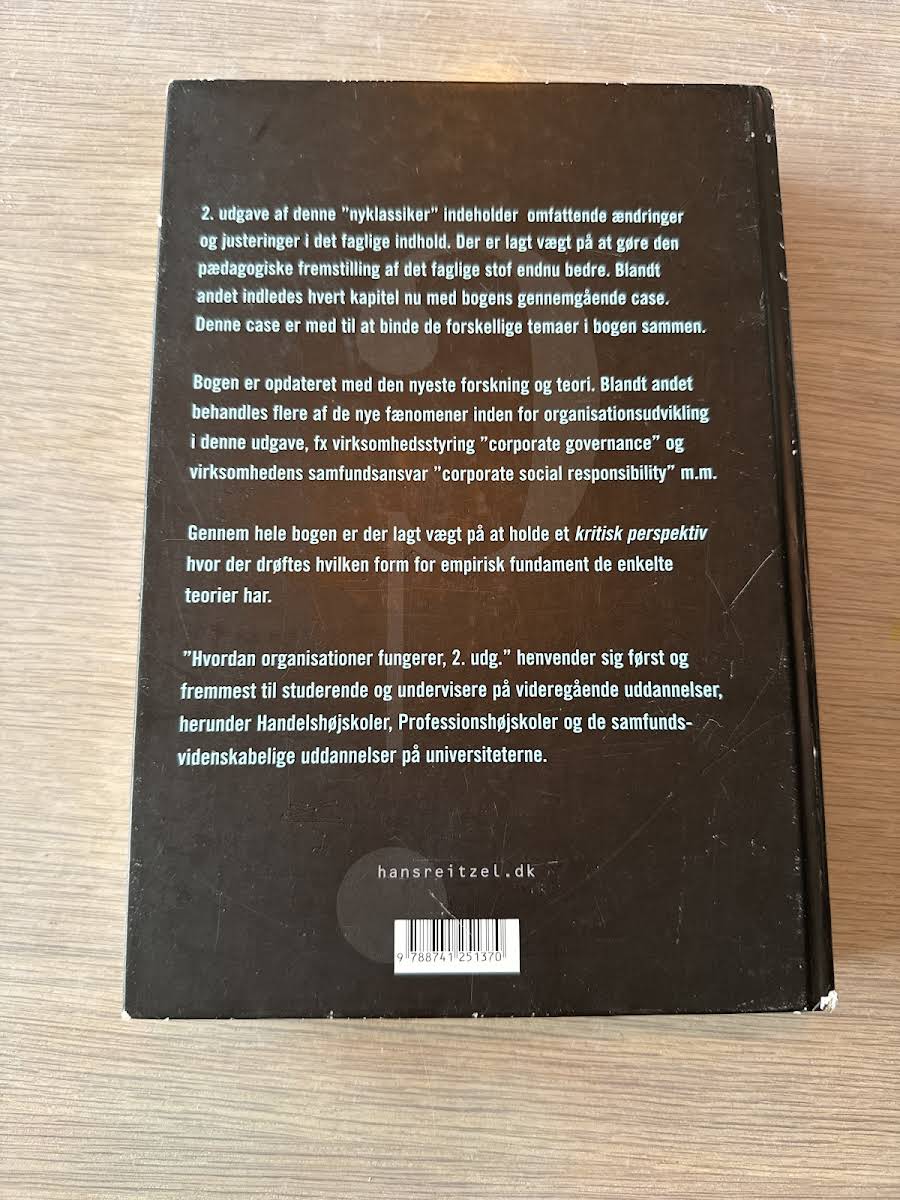 2. udgave af denne ”nyklassiker” indeholder omfattende ændringer
og justeringer i det faglige indhold. Der er lagt vægt på at gøre den
pædagogiske fremstilling af det faglige stof endnu bedre. Blandt
andet indledes hvert kapitel nu med bogens gennemgående case.
Denne case er med til at binde de forskellige temaer i bogen sammen.
Bogen er opdateret med den nyeste forskning og teori. Blandt andet
behandles flere af de nye fænomener inden for organisationsudvikling
i denne udgave, fx virksomhedsstyring ”corporate governance” og
virksomhedens samfundsansvar ”corporate social responsibility” m.m.
Gennem hele bogen er der lagt vægt på at holde et kritisk perspektiv
hvor der drøftes hvilken form for empirisk fundament de enkelte
teorier har.
”Hvordan organisationer fungerer, 2. udg.” henvender sig først og
fremmest til studerende og undervisere på videregående uddannelser,
herunder Handelshøjskoler, Professionshøjskoler og de samfunds-
videnskabelige uddannelser på universiteterne.
hansreitzel.dk
9 788741 251370